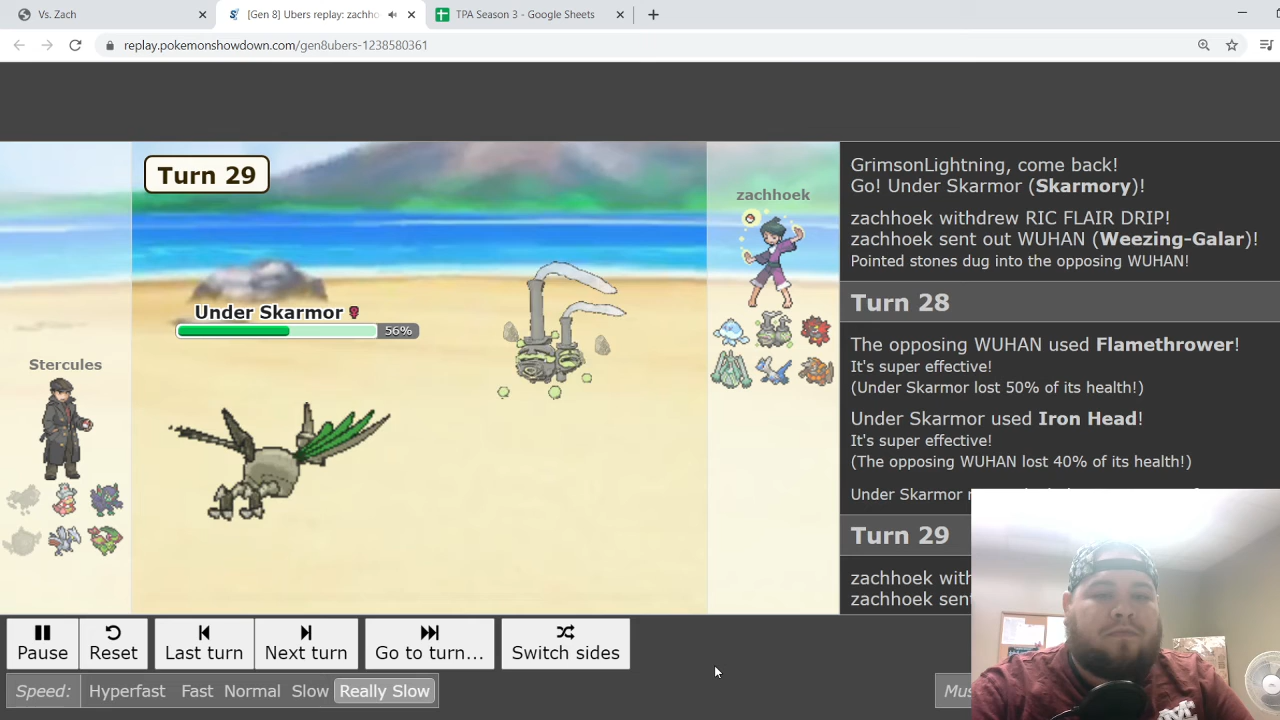 Vs. Zach
[Gen 8] Ubers replay: zachho
TPA Season 3 - Google Sheets
replay.pokemonshowdown.com/gen8ubers-1238580361
Turn 29
Under Skarmor
56%
Stercules
zachhoek
GrimsonLightning, come back!
Go! Under Skarmor (Skarmory)!
zachhoek withdrew RIC FLAIR DRIP!
zachhoek sent out WUHAN (Weezing-Galar)!
Pointed stones dug into the opposing WUHAN!
Turn 28
The opposing WUHAN used Flamethrower!
It's super effective!
(Under Skarmor lost 50% of its health!)
Under Skarmor used Iron Head!
It's super effective!
(The opposing WUHAN lost 40% of its health!)
Under Skarmor
Turn 29
zachhoek
zachhoek
Pause
Reset
Last turn
Next turn
Go to turn...
Switch sides
Speed:
Hyperfast
Fast
Normal
Slow
Really Slow